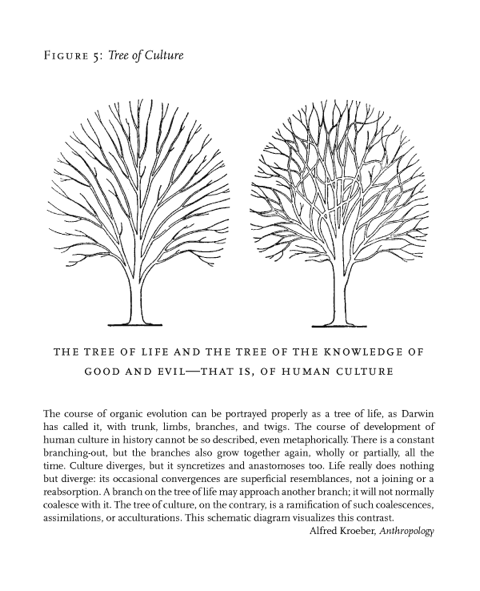 FIGURE 5: Tree of Culture
THE TREE OF LIFE AND THE TREE OF THE KNOWLEDGE OF
GOOD AND EVIL—THAT IS, OF HUMAN CULTURE
The course of organic evolution can be portrayed properly as a tree of life, as Darwin
has called it, with trunk, limbs, branches, and twigs. The course of development of
human culture in history cannot be so described, even metaphorically. There is a constant
branching-out, but the branches also grow together again, wholly or partially, all the
time. Culture diverges, but it syncretizes and anastomoses too. Life really does nothing
but diverge: its occasional convergences are superficial resemblances, not a joining or a
reabsorption. A branch on the tree of life may approach another branch; it will not normally
coalesce with it. The tree of culture, on the contrary, is a ramification of such coalescences,
assimilations, or acculturations. This schematic diagram visualizes this contrast.
Alfred Kroeber, Anthropology